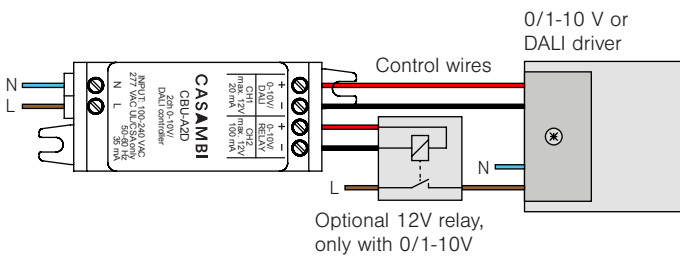 0/1-10 V or
DALI driver
Control wires
N
L
INPUT: 100-240 VAC
277 VAC UL/CSA only
50-60 Hz
36 mA
N
L
CASAMBI
CBU-A2D
2ch 0-10V/
DALI controller
0-10V/
DALI
CH1
max. 12V
20 mA
+
-
0-10V/
RELAY
CH2
max. 12V
100 mA
+
-
N
L
Optional 12V relay,
only with 0/1-10V